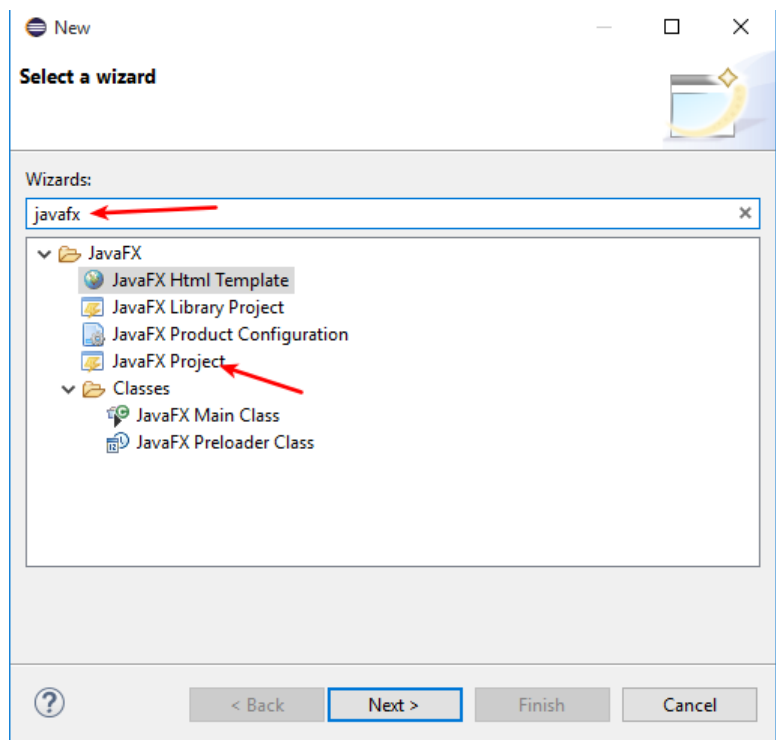 New
Select a wizard
Wizards:
javafx
JavaFX
JavaFX Html Template
JavaFX Library Project
JavaFX Product Configuration
JavaFX Project
Classes
JavaFX Main Class
JavaFX Preloader Class
? < Back Next > Finish Cancel